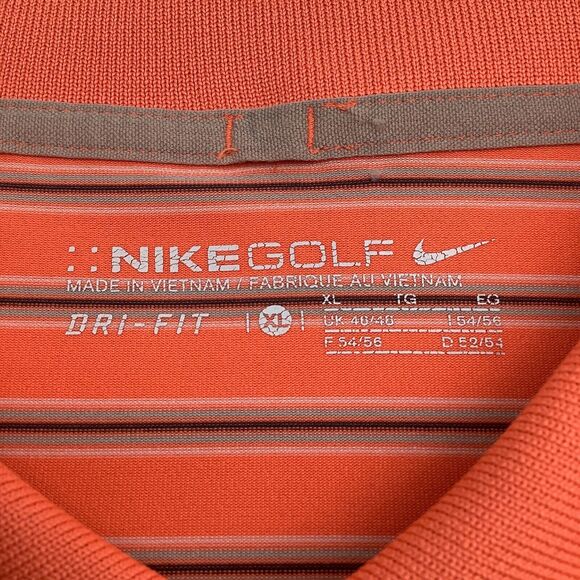 NIKEGOLF
MADE IN VIETNAM / FABRIQUE AU VIETNAM
DRI-FIT XL
XL TG EG
UK 46/48 I 54/56
F 54/56 D 52/54